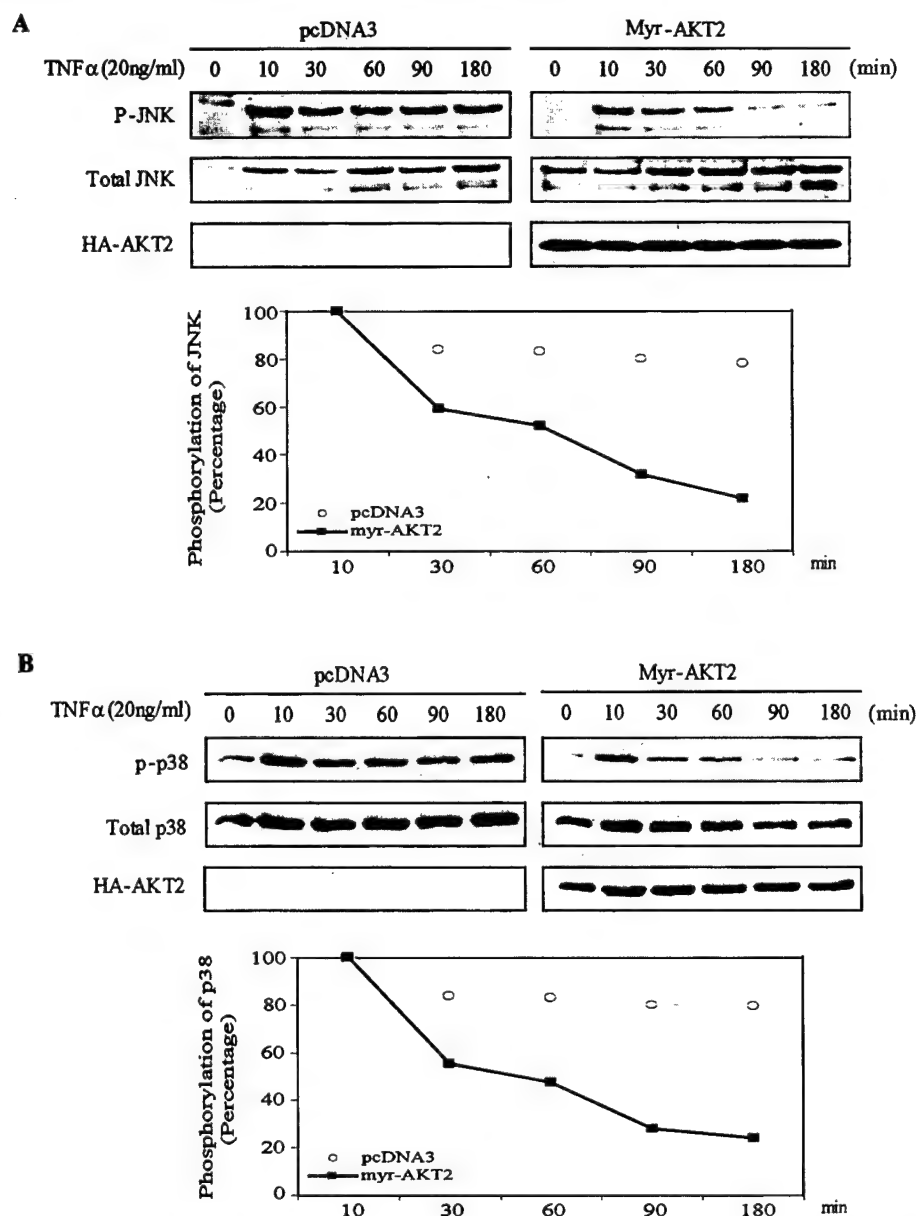 A
pcDNA3 Myr-AKT2
TNFα(20ng/ml) 0 10 30 60 90 180 0 10 30 60 90 180 (min)
P-JNK
Total JNK
HA-AKT2
Phosphorylation of JNK
(Percentage)
100
80
60
40
20
0
pcDNA3
myr-AKT2
10 30 60 90 180 min
B
pcDNA3 Myr-AKT2
TNFα(20ng/ml) 0 10 30 60 90 180 0 10 30 60 90 180 (min)
p-p38
Total p38
HA-AKT2
Phosphorylation of p38
(Percentage)
100
80
60
40
20
0
pcDNA3
myr-AKT2
10 30 60 90 180 min